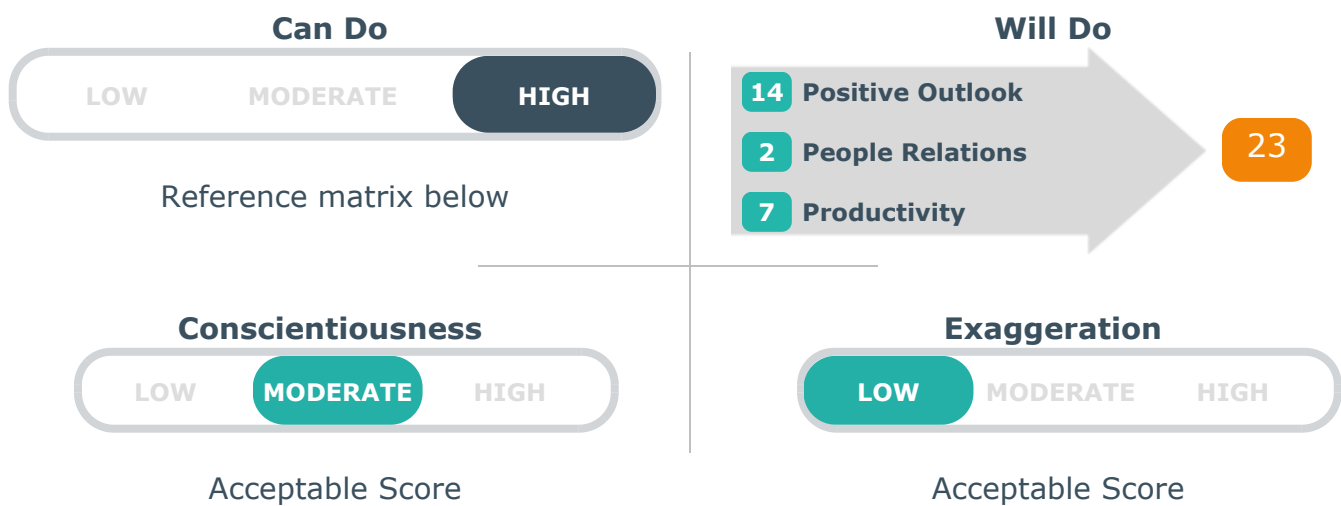 Can Do
LOW MODERATE HIGH
Reference matrix below
Will Do
14 Positive Outlook
2 People Relations
7 Productivity
23
Conscientiousness
LOW MODERATE HIGH
Acceptable Score
Exaggeration
LOW MODERATE HIGH
Acceptable Score